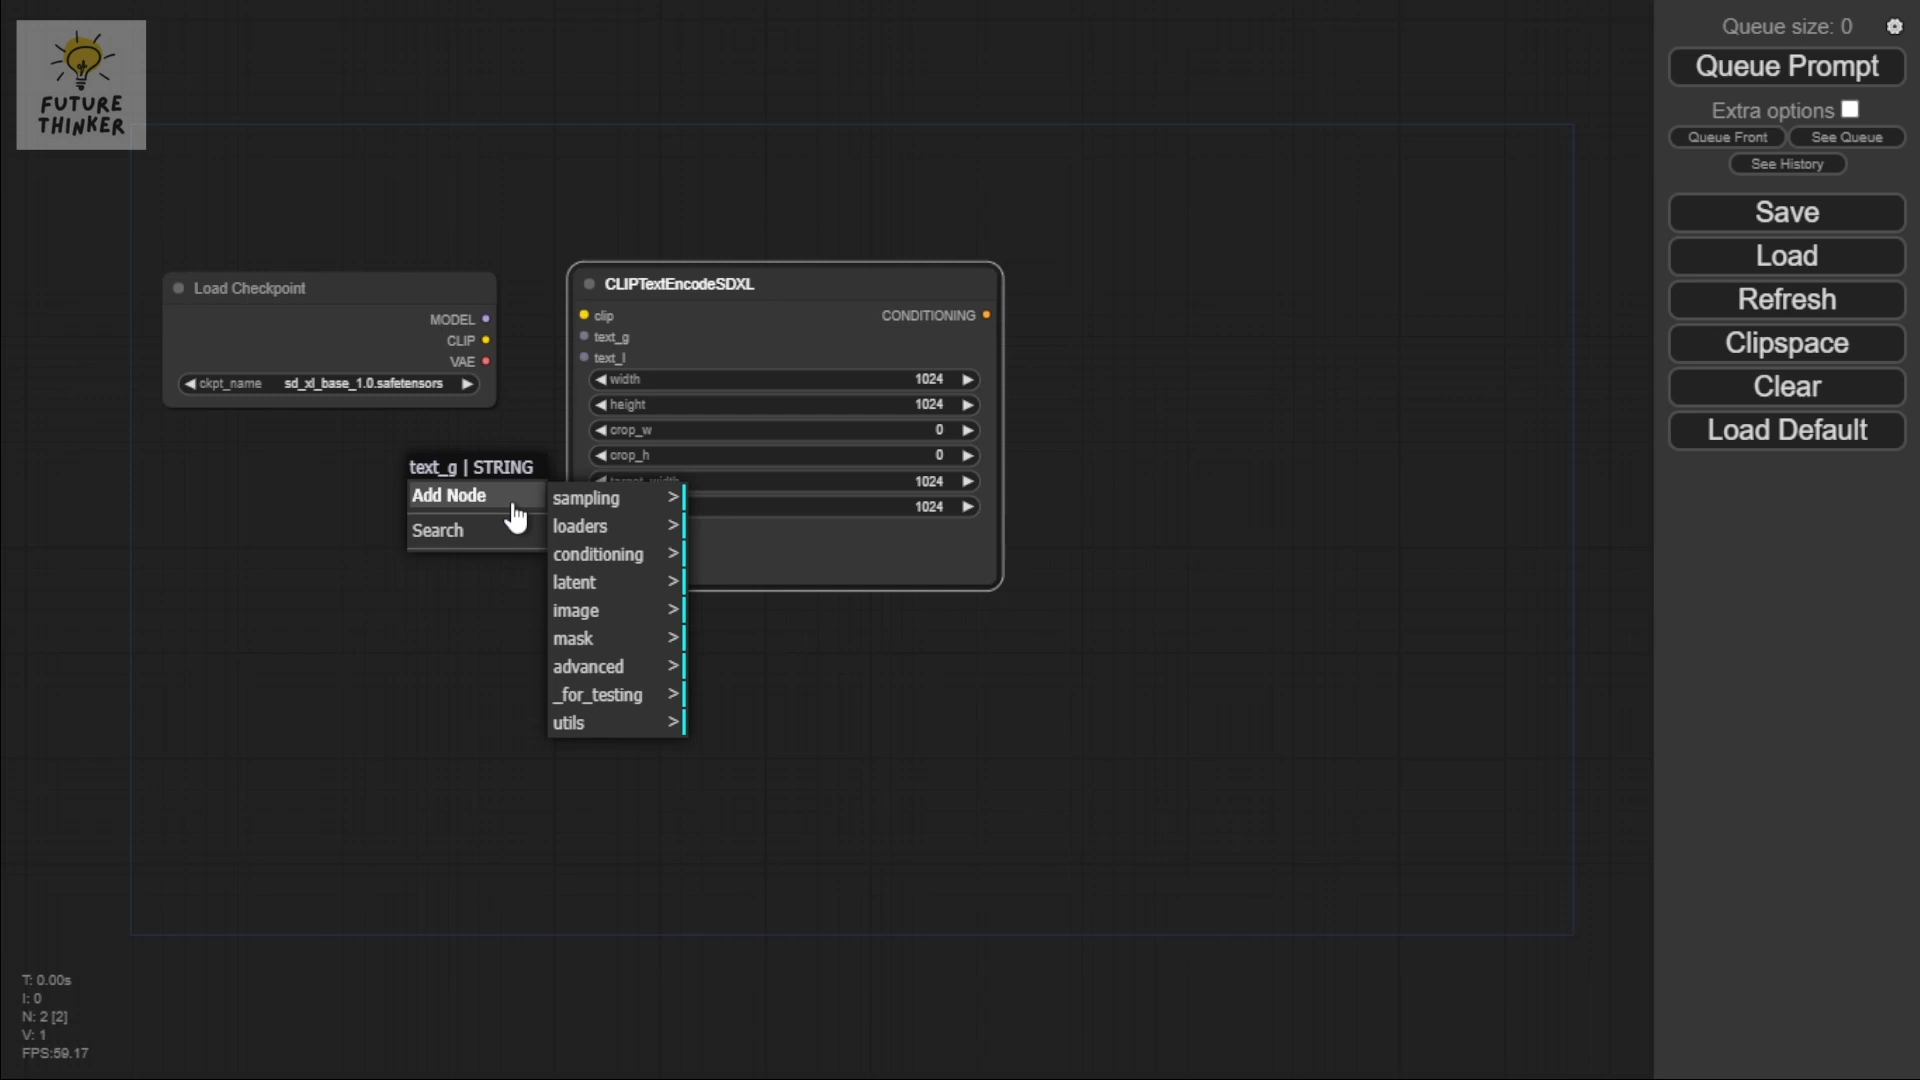 FUTURE
THINKER
Queue size: 0
Queue Prompt
Extra options
Queue Front
See Queue
See History
Save
Load
Refresh
Clipspace
Clear
Load Default
Load Checkpoint
MODEL
CLIP
VAE
ckpt_name sd_xl_base_1.0.safetensors
CLIPTextEncodeSDXL
clip CONDITIONING
text_g
text_l
width 1024
height 1024
crop_w 0
crop_h 0
target_width 1024
1024
text_g | STRING
Add Node
Search
sampling >
loaders >
conditioning >
latent >
image >
mask >
advanced >
_for_testing >
utils >
T: 0.00s
I: 0
N: 2 [2]
V: 1
FPS:59.17